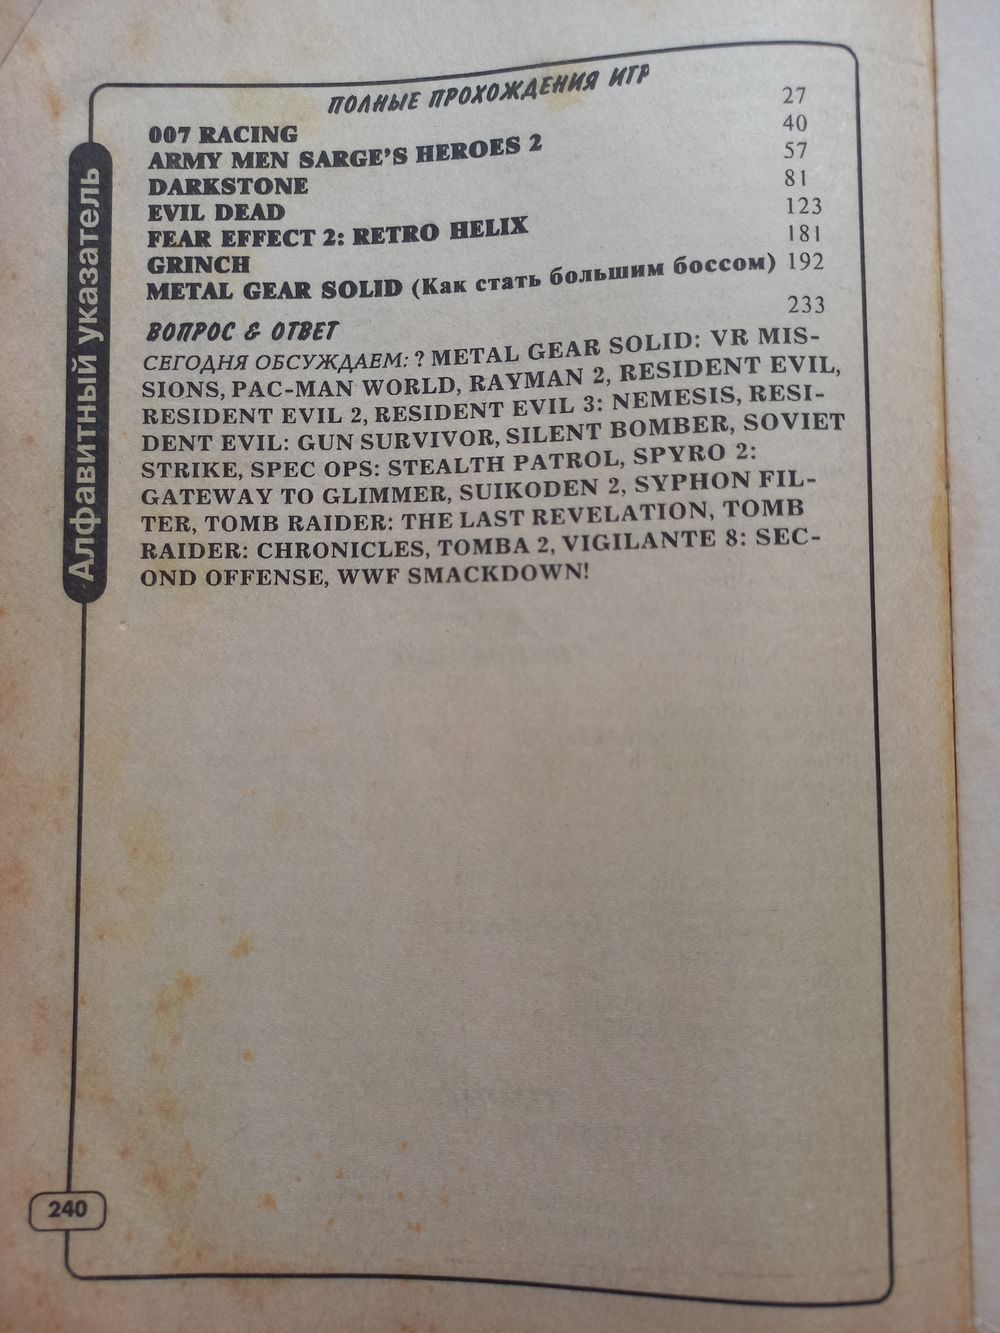 Алфавитный указатель
ПОЛНЫЕ ПРОХОЖДЕНИЯ ИГР
007 RACING 27
ARMY MEN SARGE'S HEROES 2 40
DARKSTONE 57
EVIL DEAD 81
FEAR EFFECT 2: RETRO HELIX 123
GRINCH 181
METAL GEAR SOLID (Как стать большим боссом) 192
ВОПРОС & ОТВЕТ 233
СЕГОДНЯ ОБСУЖДАЕМ: ? METAL GEAR SOLID: VR MIS-
SIONS, PAC-MAN WORLD, RAYMAN 2, RESIDENT EVIL,
RESIDENT EVIL 2, RESIDENT EVIL 3: NEMESIS, RESI-
DENT EVIL: GUN SURVIVOR, SILENT BOMBER, SOVIET
STRIKE, SPEC OPS: STEALTH PATROL, SPYRO 2:
GATEWAY TO GLIMMER, SUIKODEN 2, SYPHON FIL-
TER, TOMB RAIDER: THE LAST REVELATION, TOMB
RAIDER: CHRONICLES, TOMBA 2, VIGILANTE 8: SEC-
OND OFFENSE, WWF SMACKDOWN!
240